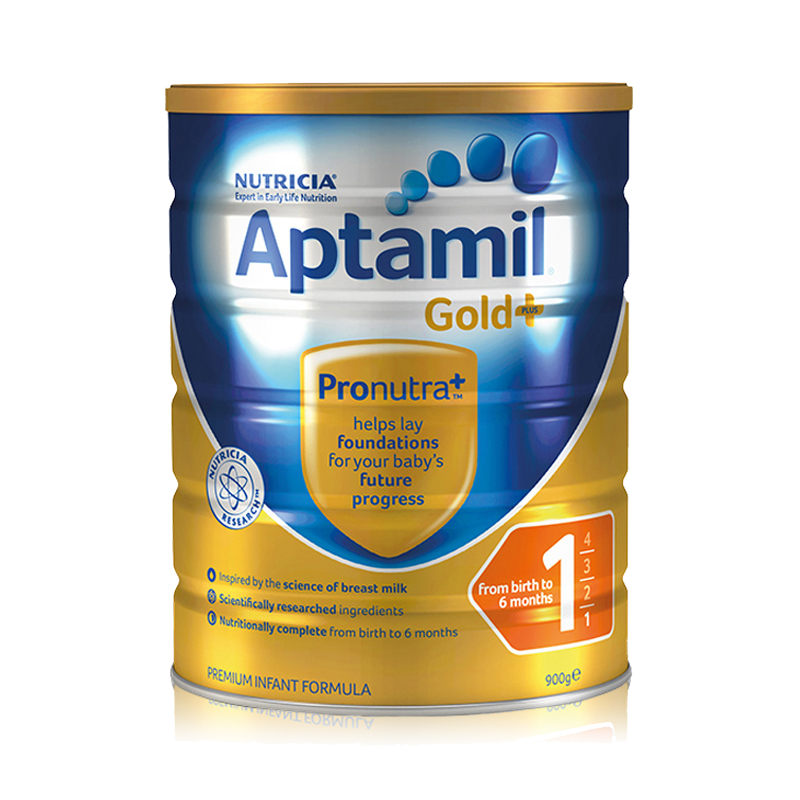 NUTRICIA®
Expert in Early Life Nutrition
Aptamil®
Gold+ PLUS
Pronutra+™
helps lay
foundations
for your baby's
future
progress
NUTRICIA
RESEARCH™
Inspired by the science of breast milk
Scientifically researched ingredients
Nutritionally complete from birth to 6 months
From birth to
6 months
1
4
3
2
1
PREMIUM INFANT FORMULA
900g℮